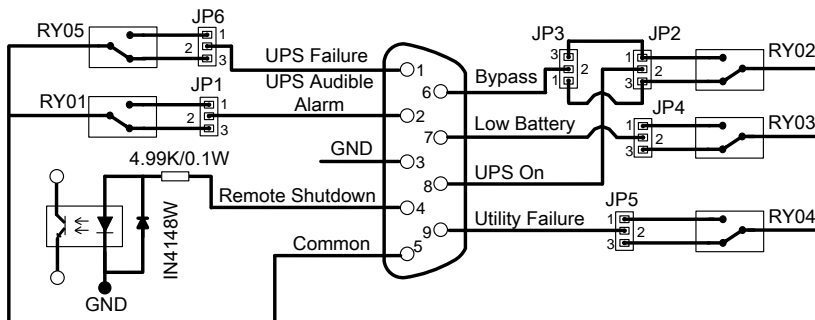 RY05
JP6
1
2
3
UPS Failure
UPS Audible
Alarm
RY01
JP1
1
2
3
GND
4.99K/0.1W
Remote Shutdown
IN4148W
GND
Common
1
2
3
4
5
6
7
8
9
Bypass
Low Battery
UPS On
Utility Failure
JP3
3
2
1
JP2
1
2
3
RY02
JP4
1
2
3
RY03
JP5
1
2
3
RY04